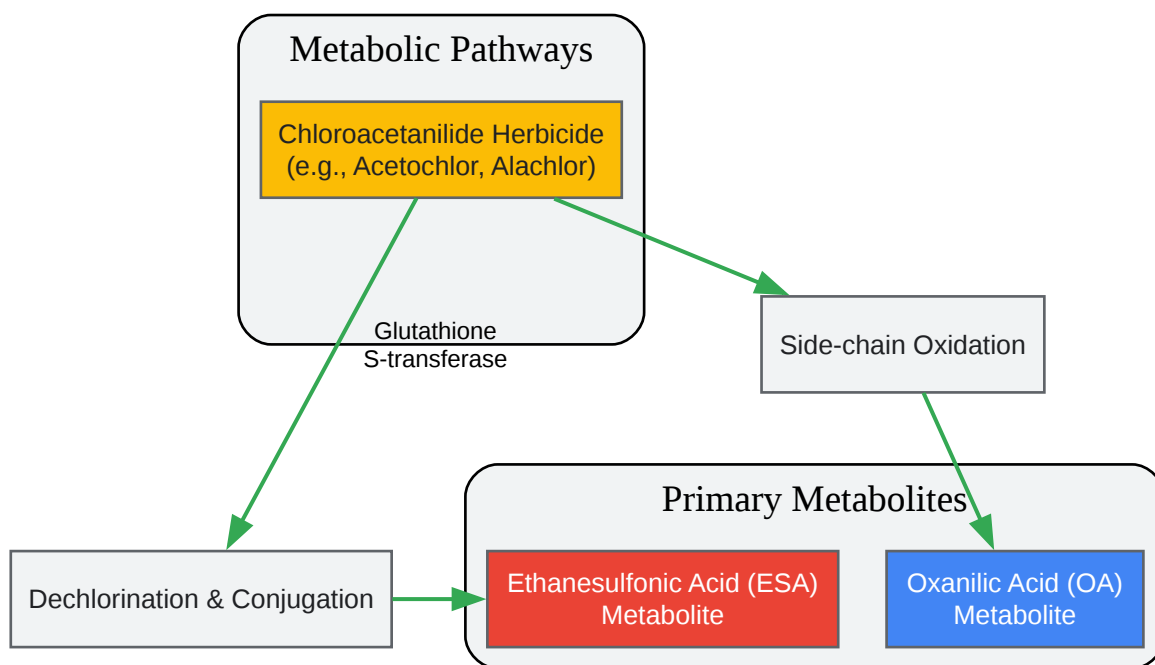 Metabolic Pathways
Chloroacetanilide Herbicide
(e.g., Acetochlor, Alachlor)
Glutathione
S-transferase
Side-chain Oxidation
Primary Metabolites
Dechlorination & Conjugation
Ethanesulfonic Acid (ESA)
Metabolite
Oxanilic Acid (OA)
Metabolite